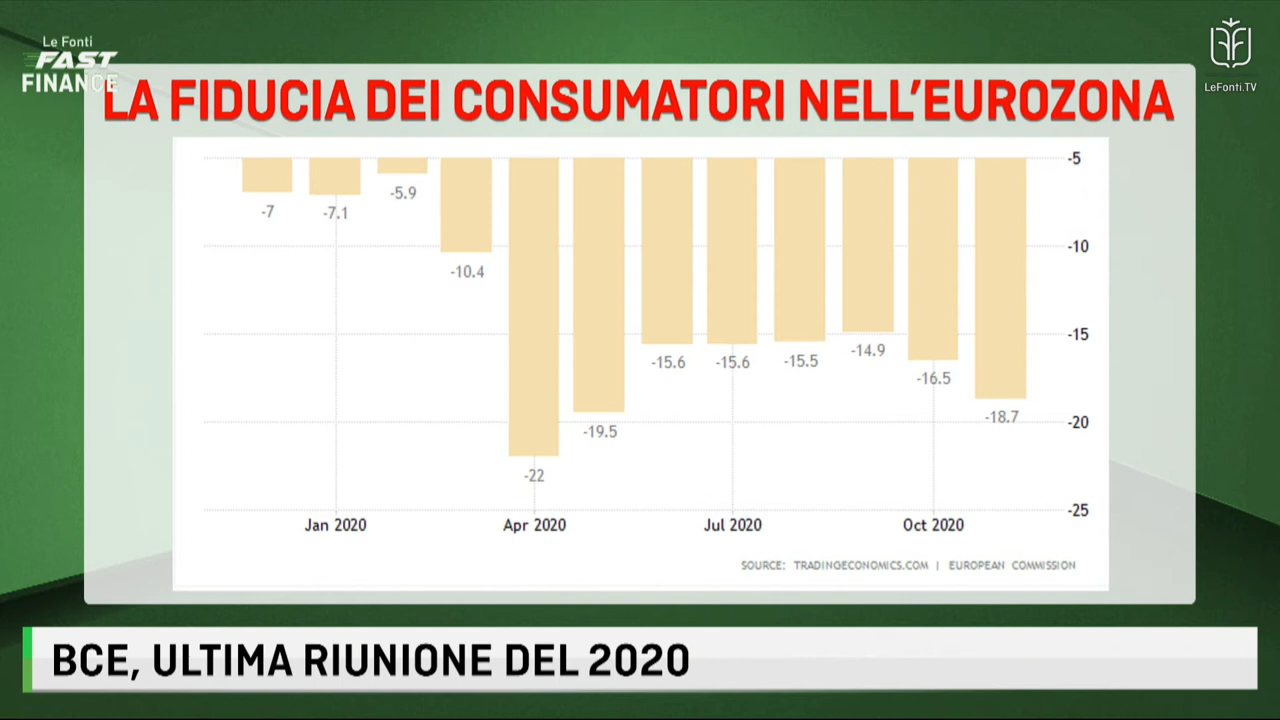 Le Fonti
FAST
FINANCE
LeFonti.TV
LA FIDUCIA DEI CONSUMATORI NELL'EUROZONA
-5
-10
-15
-20
-25
-7
-7.1
-5.9
-10.4
-22
-19.5
-15.6
-15.6
-15.5
-14.9
-16.5
-18.7
Jan 2020 Apr 2020 Jul 2020 Oct 2020
SOURCE: TRADINGECONOMICS.COM | EUROPEAN COMMISSION
BCE, ULTIMA RIUNIONE DEL 2020